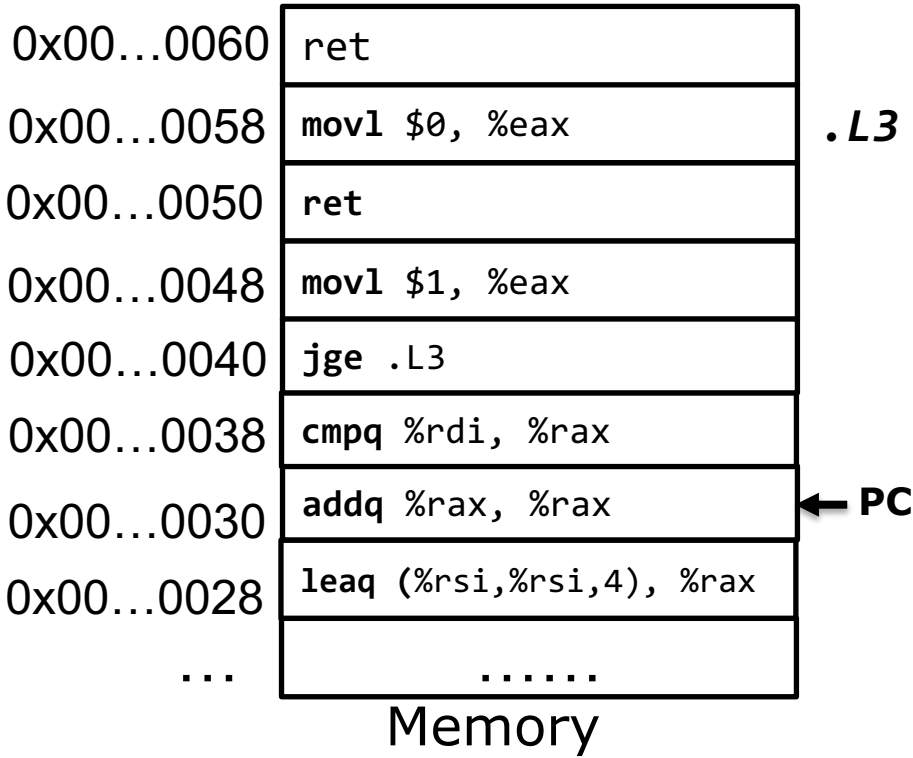 0x00…0060 ret
0x00…0058 movl $0, %eax .L3
0x00…0050 ret
0x00…0048 movl $1, %eax
0x00…0040 jge .L3
0x00…0038 cmpq %rdi, %rax
0x00…0030 addq %rax, %rax PC
0x00…0028 leaq (%rsi,%rsi,4), %rax
… ……
Memory